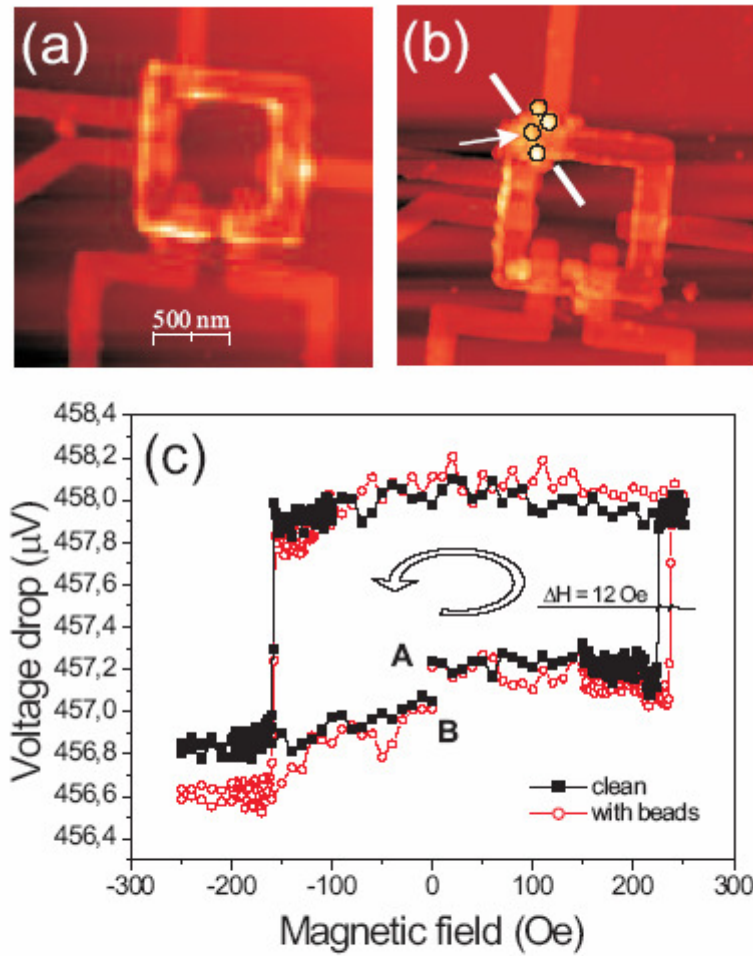 (a)
(b)
500 nm
(c)
Voltage drop (μV)
458,4
458,2
458,0
457,8
457,6
457,4
457,2
457,0
456,8
456,6
456,4
ΔH = 12 Oe
A
B
clean
with beads
-300
-200
-100
0
100
200
300
Magnetic field (Oe)